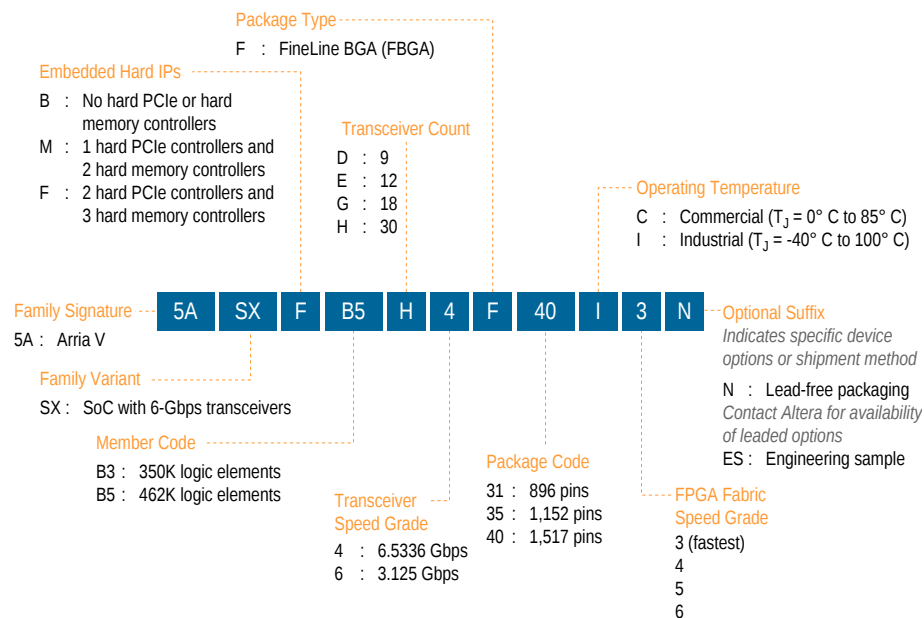 Package Type
F : FineLine BGA (FBGA)
Embedded Hard IPs
B : No hard PCIe or hard
memory controllers
M : 1 hard PCIe controllers and
2 hard memory controllers
F : 2 hard PCIe controllers and
3 hard memory controllers
Transceiver Count
D : 9
E : 12
G : 18
H : 30
Operating Temperature
C : Commercial (TJ = 0° C to 85° C)
I : Industrial (TJ = -40° C to 100° C)
Family Signature
5A : Arria V
5A SX F B5 H 4 F 40 I 3 N
Optional Suffix
Indicates specific device
options or shipment method
N : Lead-free packaging
Contact Altera for availability
of leaded options
ES : Engineering sample
Family Variant
SX : SoC with 6-Gbps transceivers
Member Code
B3 : 350K logic elements
B5 : 462K logic elements
Transceiver
Speed Grade
4 : 6.5336 Gbps
6 : 3.125 Gbps
Package Code
31 : 896 pins
35 : 1,152 pins
40 : 1,517 pins
FPGA Fabric
Speed Grade
3 (fastest)
4
5
6